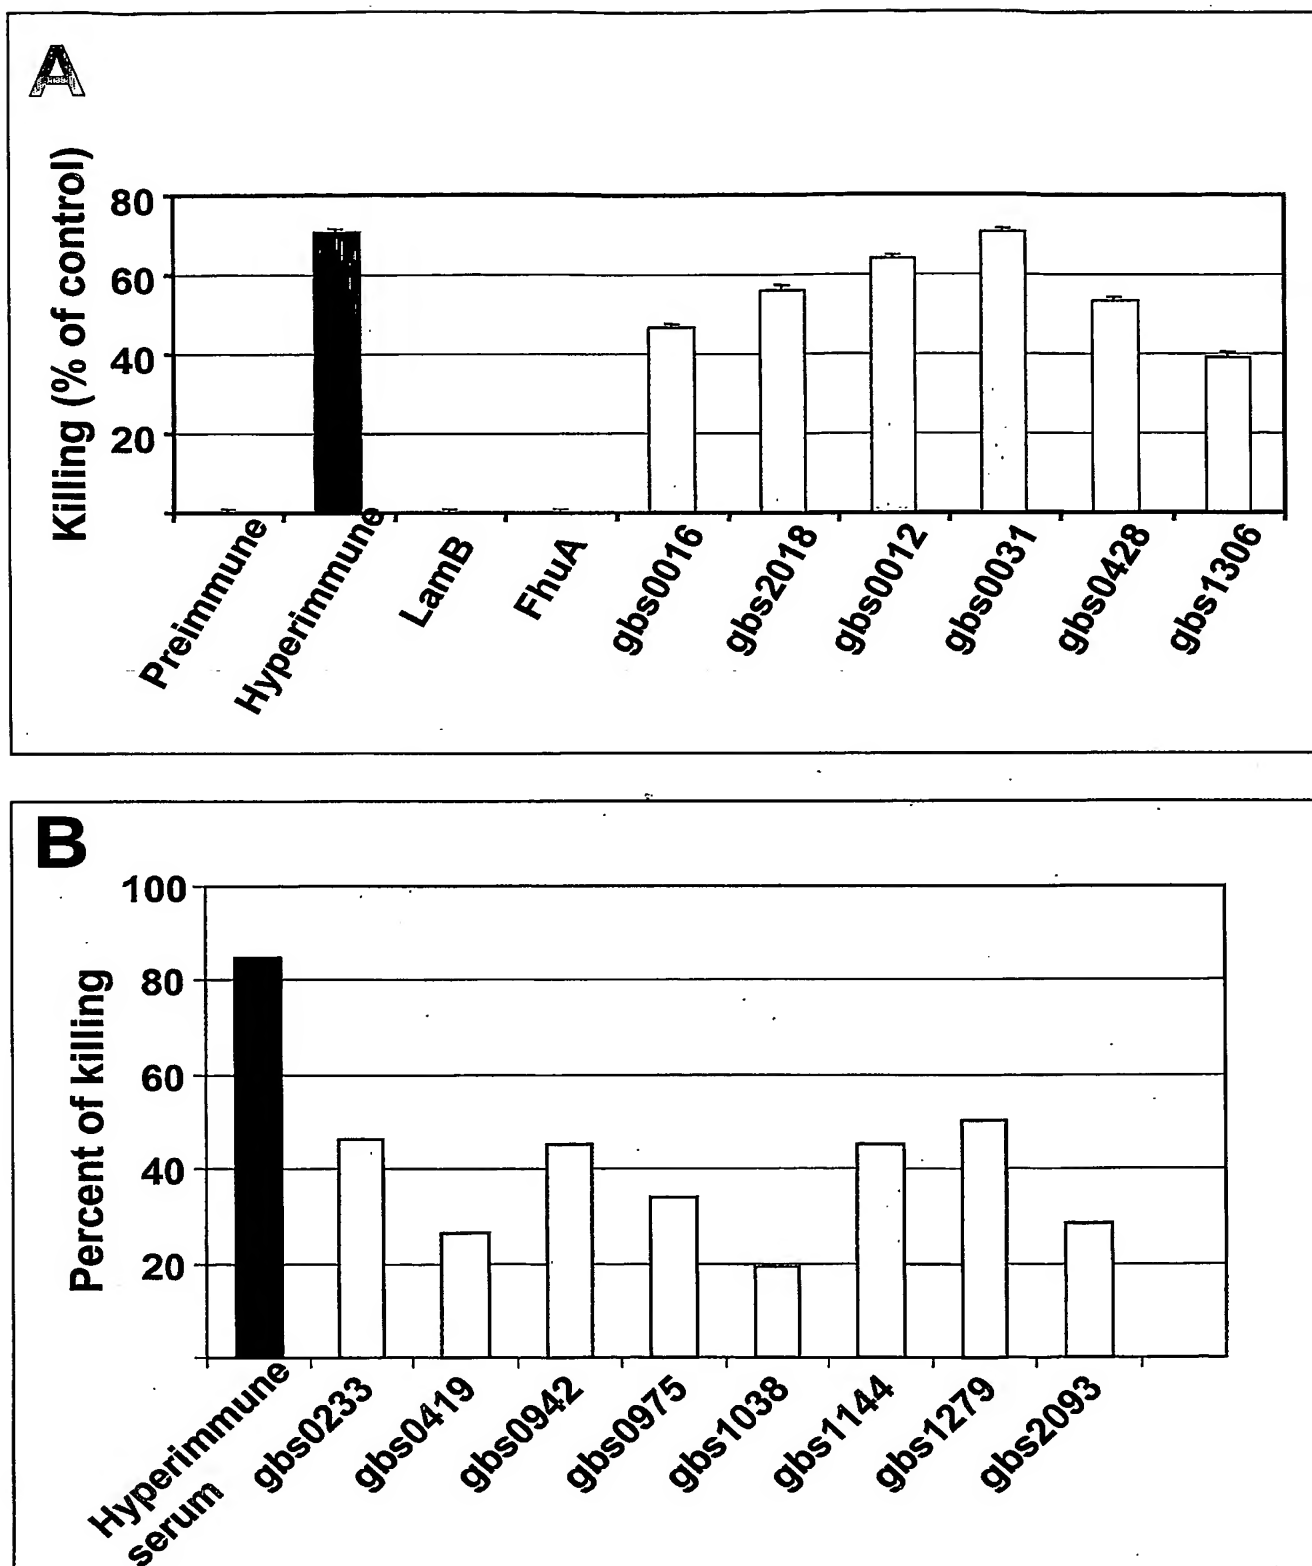 A
Killing (% of control)
80
60
40
20
Preimmune
Hyperimmune
LamB
FhuA
gbs0016
gbs2018
gbs0012
gbs0031
gbs0428
gbs1306
B
Percent of killing
100
80
60
40
20
Hyperimmune
serum
gbs0233
gbs0419
gbs0942
gbs0975
gbs1038
gbs1144
gbs1279
gbs2093